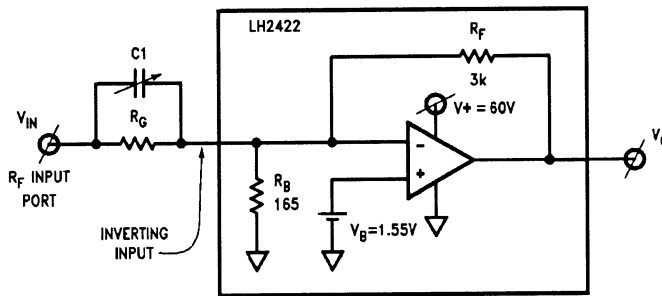 LH2422
C1
R_F
3k
V+ = 60V
V_IN
R_G
R_F INPUT
PORT
-
+
R_B
165
INVERTING
INPUT
V_B=1.55V